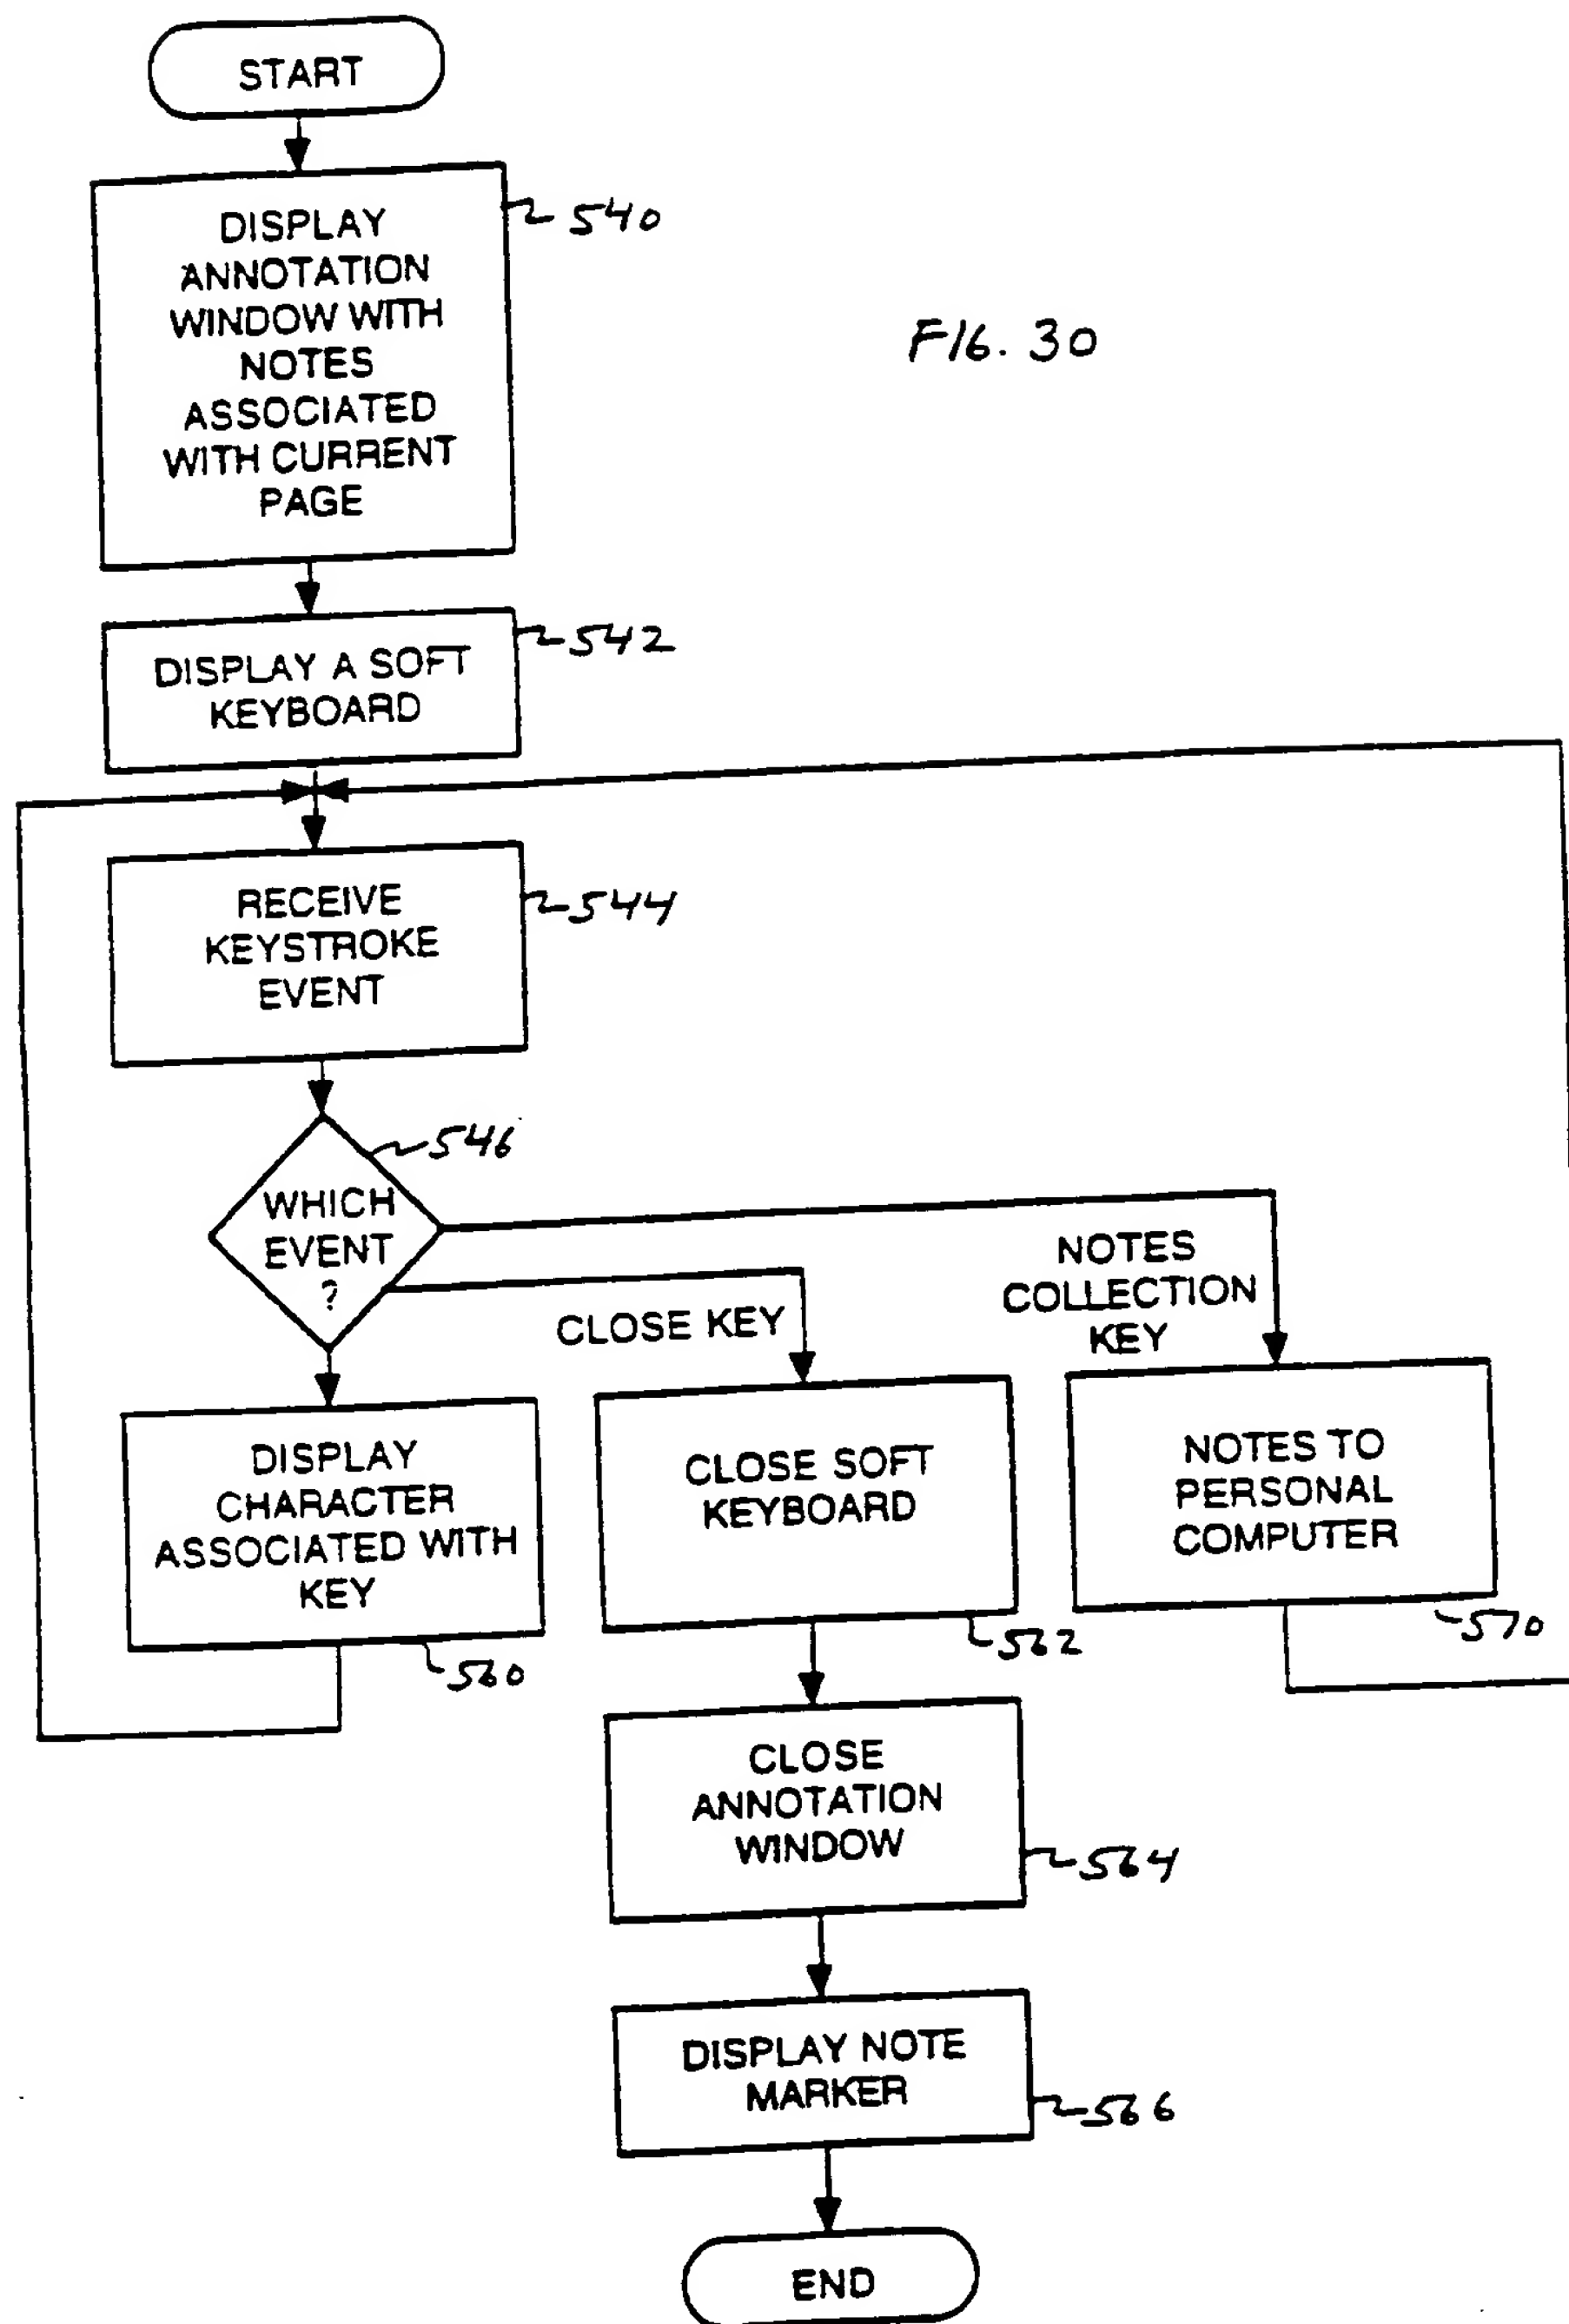 START
DISPLAY
ANNOTATION
WINDOW WITH
NOTES
ASSOCIATED
WITH CURRENT
PAGE
540
FIG. 30
DISPLAY A SOFT
KEYBOARD
542
RECEIVE
KEYSTROKE
EVENT
544
WHICH
EVENT
?
546
CLOSE KEY
NOTES
COLLECTION
KEY
DISPLAY
CHARACTER
ASSOCIATED WITH
KEY
560
CLOSE SOFT
KEYBOARD
562
NOTES TO
PERSONAL
COMPUTER
570
CLOSE
ANNOTATION
WINDOW
564
DISPLAY NOTE
MARKER
566
END